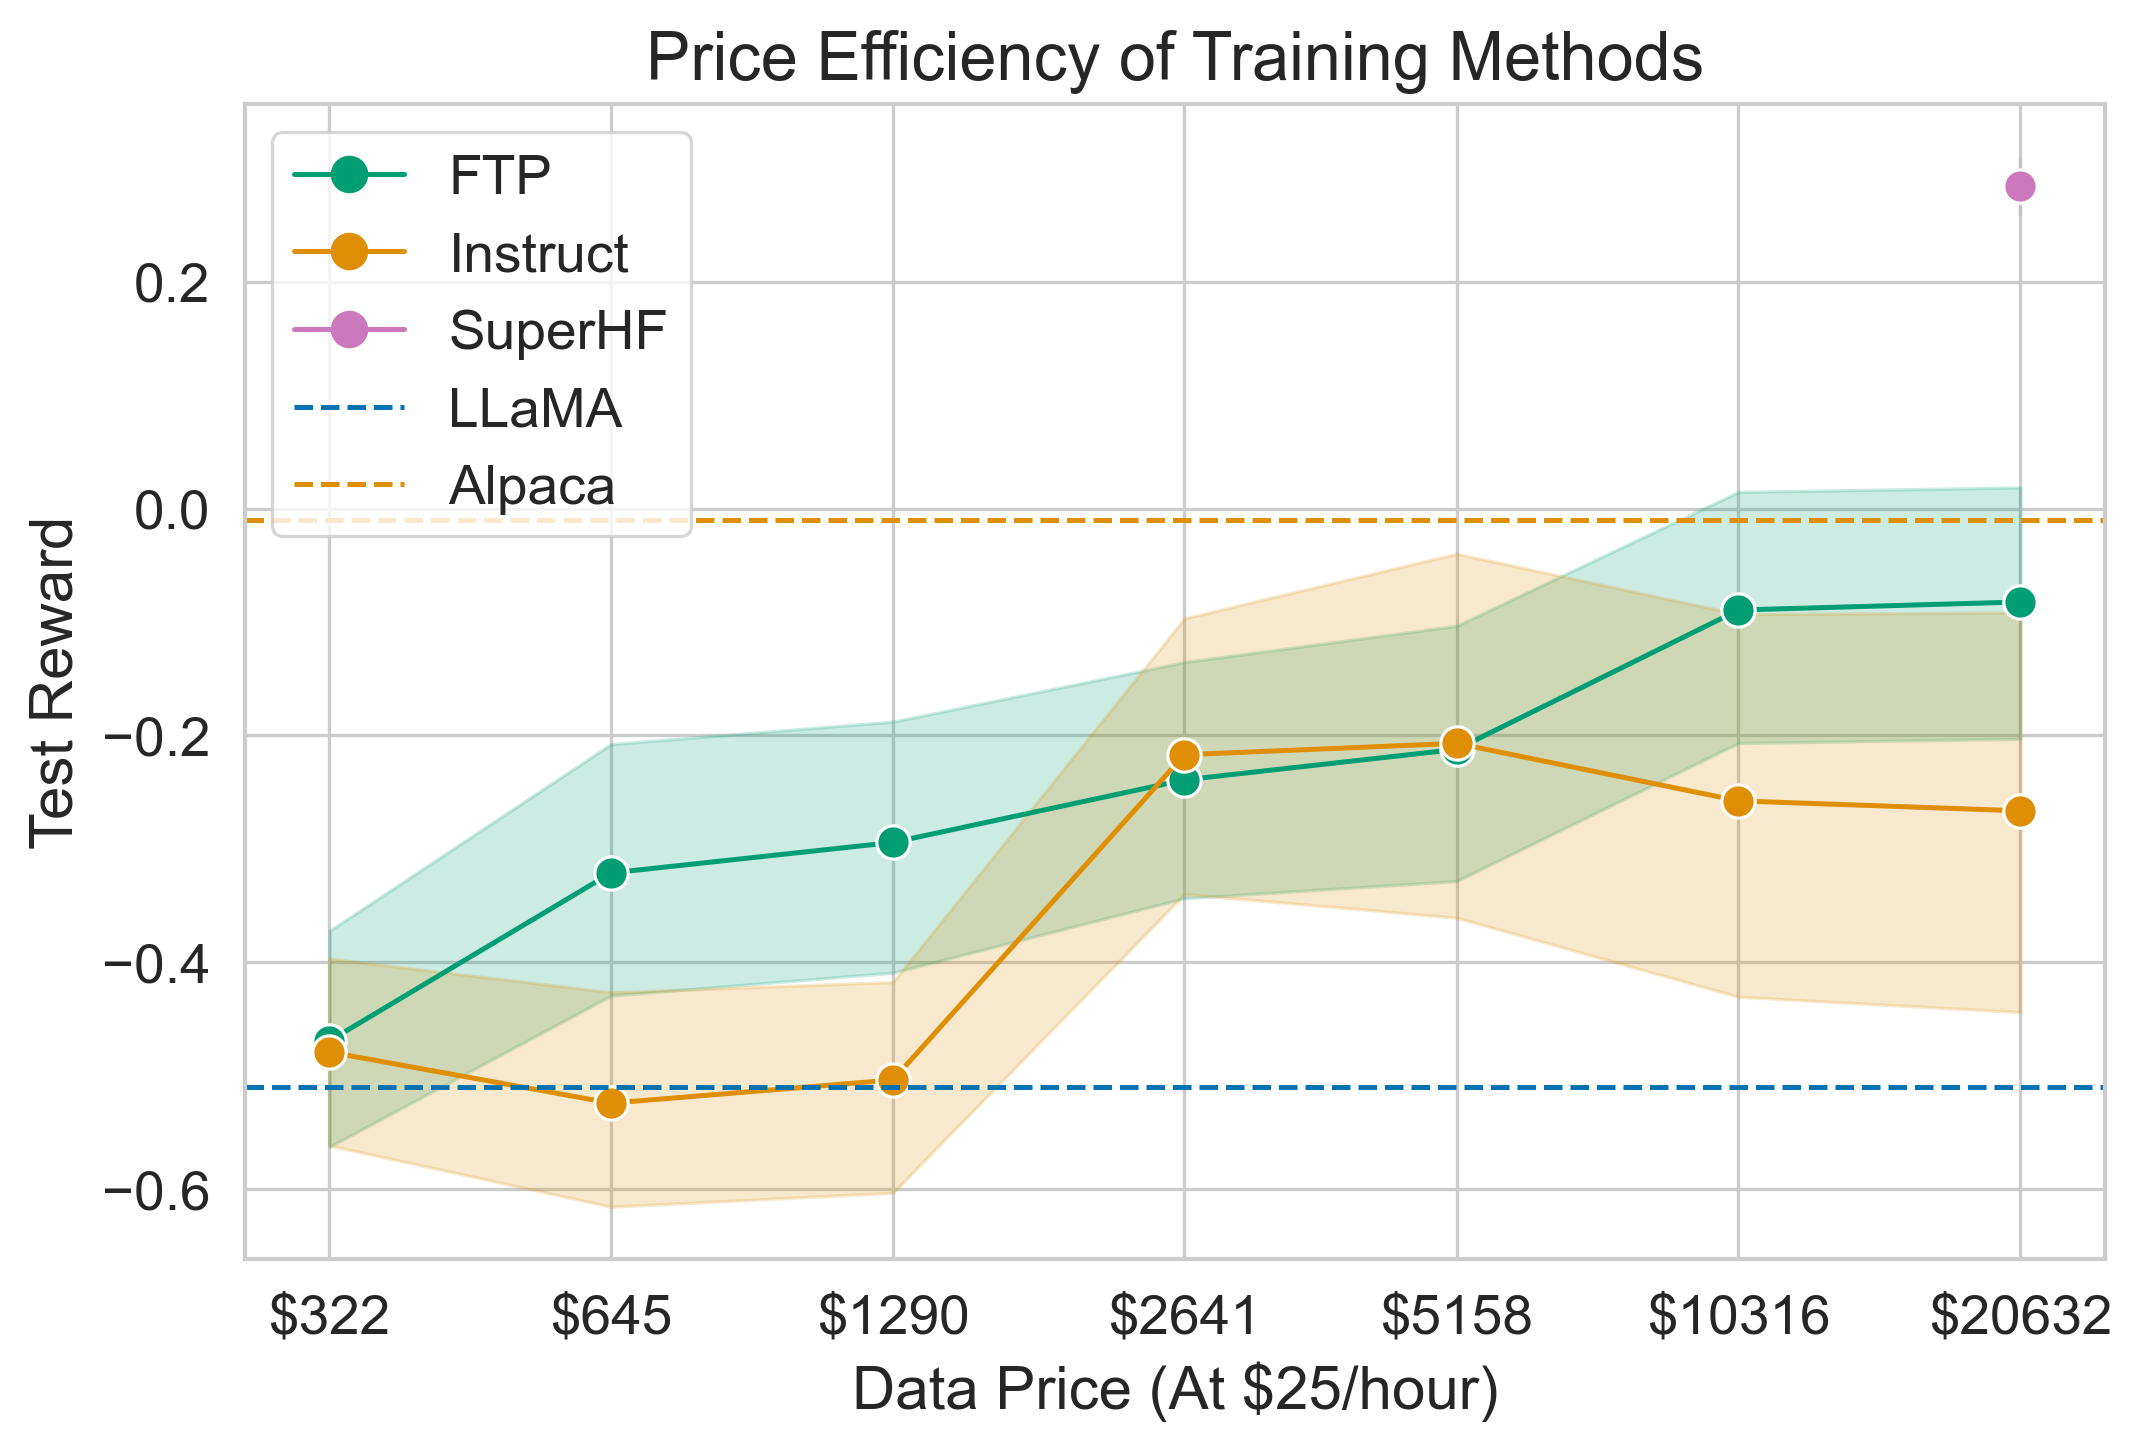 Price Efficiency of Training Methods
FTP
Instruct
SuperHF
LLaMA
Alpaca
Test Reward
0.2
0.0
−0.2
−0.4
−0.6
$322 $645 $1290 $2641 $5158 $10316 $20632
Data Price (At $25/hour)